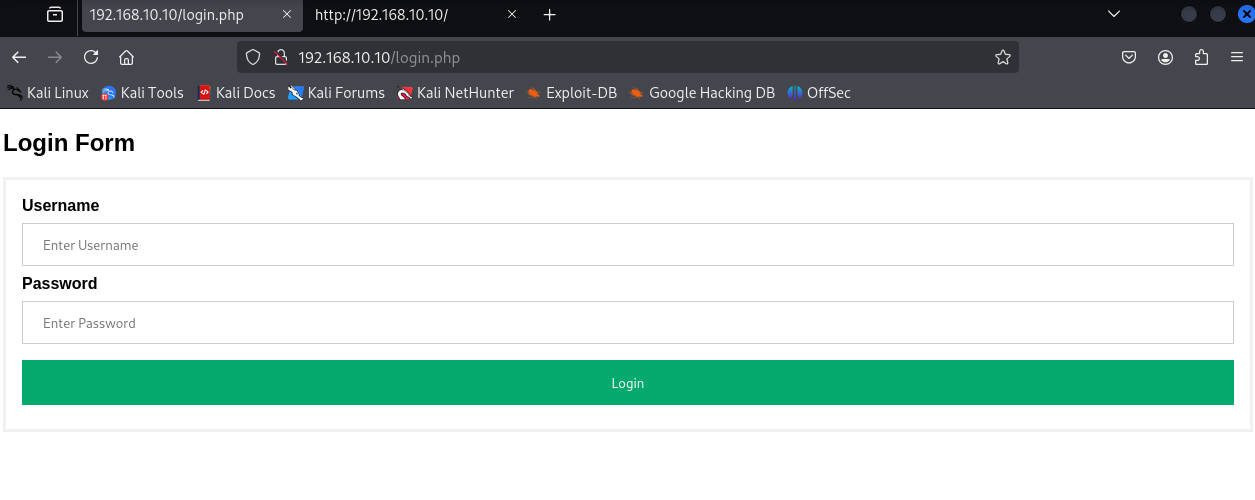 192.168.10.10/login.php http://192.168.10.10/
192.168.10.10/login.php
Kali Linux Kali Tools Kali Docs Kali Forums Kali NetHunter Exploit-DB Google Hacking DB OffSec
Login Form
Username
Enter Username
Password
Enter Password
Login